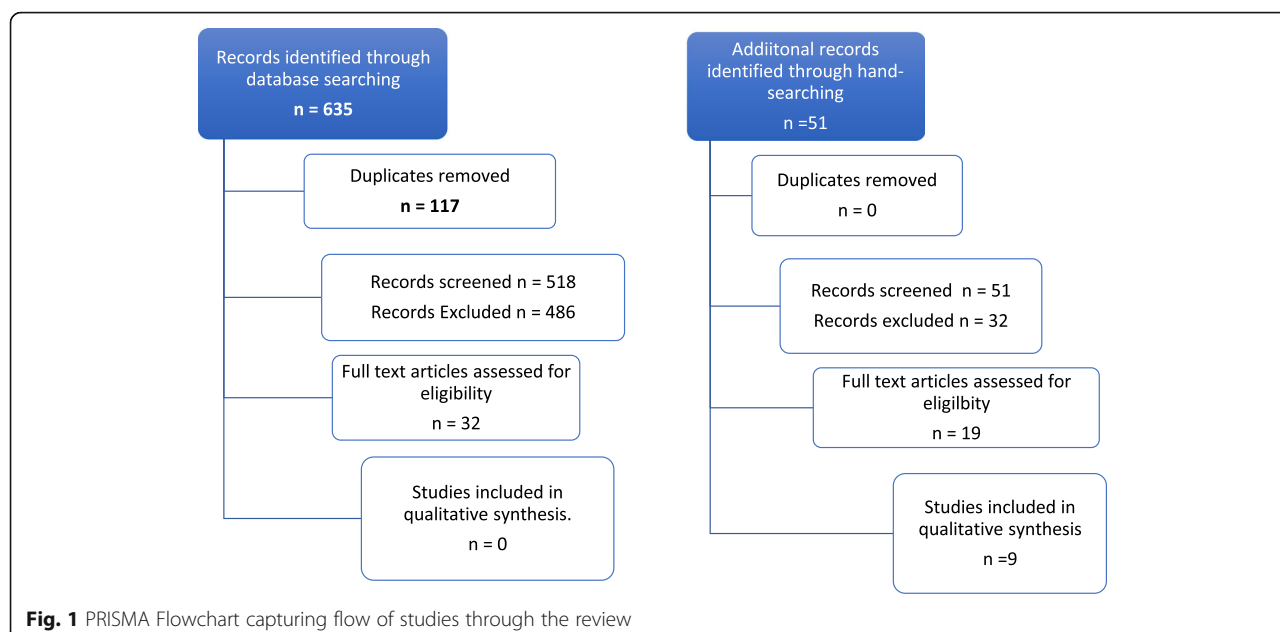 Records identified through
database searching
n = 635
Duplicates removed
n = 117
Records screened n = 518
Records Excluded n = 486
Full text articles assessed for
eligibility
n = 32
Studies included in
qualitative synthesis.
n = 0
Addiitonal records
identified through hand-
searching
n =51
Duplicates removed
n = 0
Records screened n = 51
Records excluded n = 32
Full text articles assessed for
eligilbity
n = 19
Studies included in
qualitative synthesis
n =9
Fig. 1 PRISMA Flowchart capturing flow of studies through the review